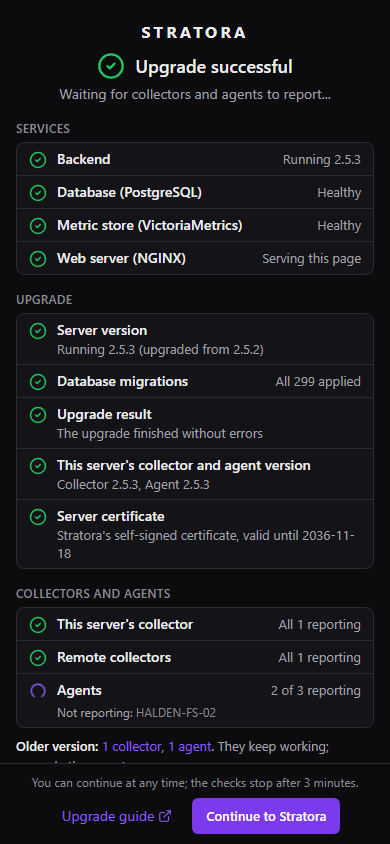 STRATORA
Upgrade successful
Waiting for collectors and agents to report...
SERVICES
Backend Running 2.5.3
Database (PostgreSQL) Healthy
Metric store (VictoriaMetrics) Healthy
Web server (NGINX) Serving this page
UPGRADE
Server version
Running 2.5.3 (upgraded from 2.5.2)
Database migrations All 299 applied
Upgrade result
The upgrade finished without errors
This server's collector and agent version
Collector 2.5.3, Agent 2.5.3
Server certificate
Stratora's self-signed certificate, valid until 2036-11-
18
COLLECTORS AND AGENTS
This server's collector All 1 reporting
Remote collectors All 1 reporting
Agents 2 of 3 reporting
Not reporting: HALDEN-FS-02
Older version: 1 collector, 1 agent. They keep working;
You can continue at any time; the checks stop after 3 minutes.
Upgrade guide Continue to Stratora